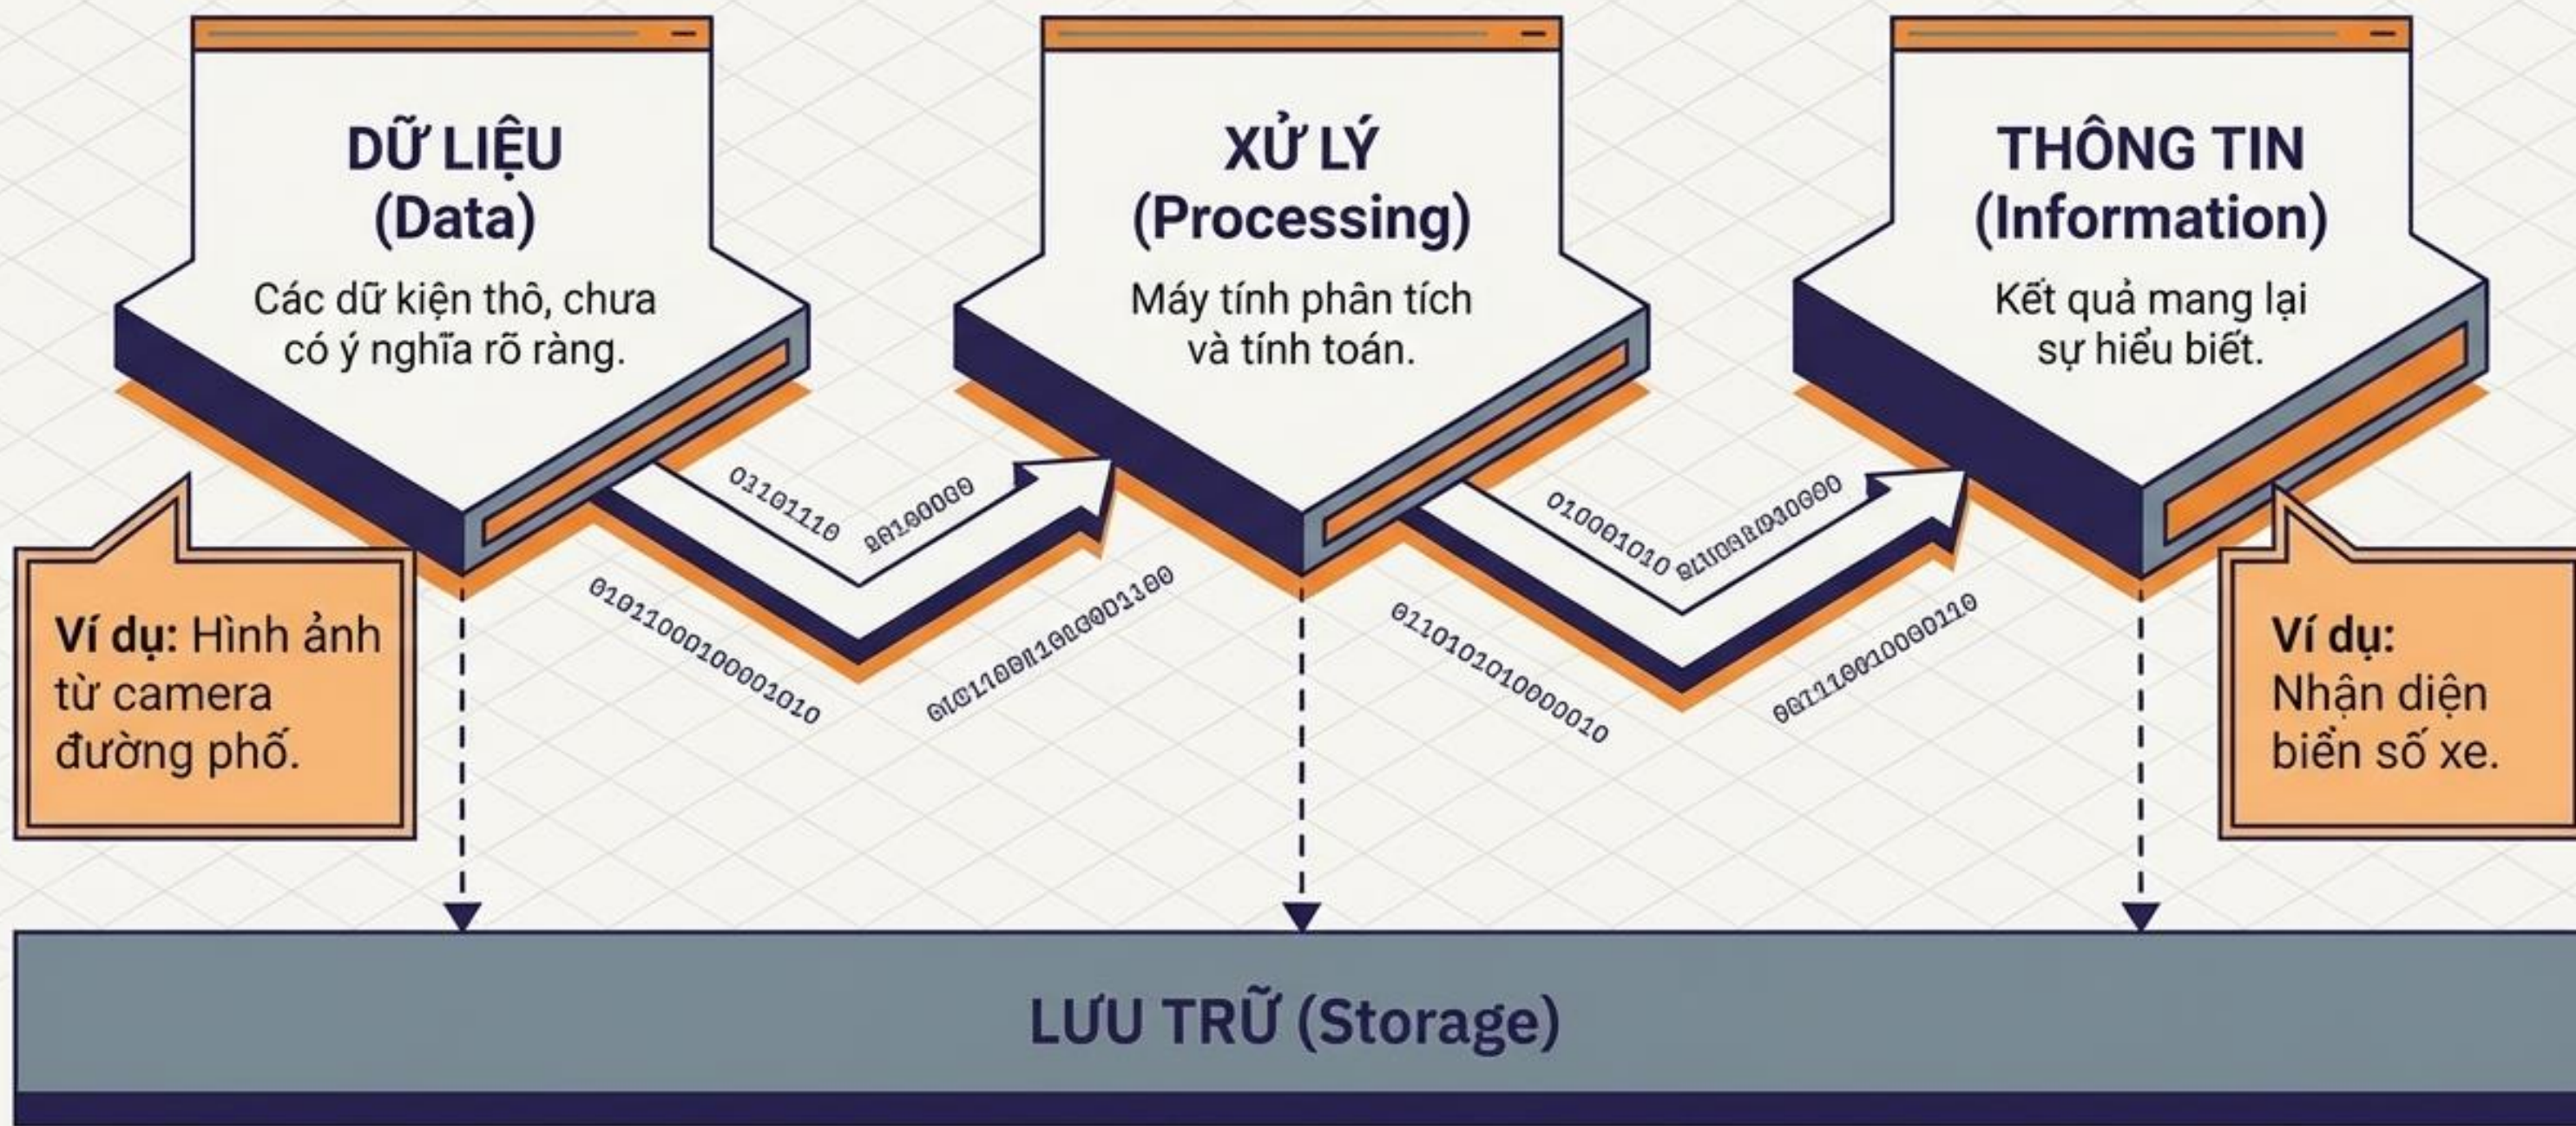 DỮ LIỆU
(Data)
Các dữ kiện thô, chưa
có ý nghĩa rõ ràng.
XỬ LÝ
(Processing)
Máy tính phân tích
và tính toán.
THÔNG TIN
(Information)
Kết quả mang lại
sự hiểu biết.
01101110
010001010
01011000100001010
0110101010000010
Ví dụ: Hình ảnh
từ camera
đường phố.
Ví dụ:
Nhận diện
biển số xe.
LƯU TRỮ (Storage)